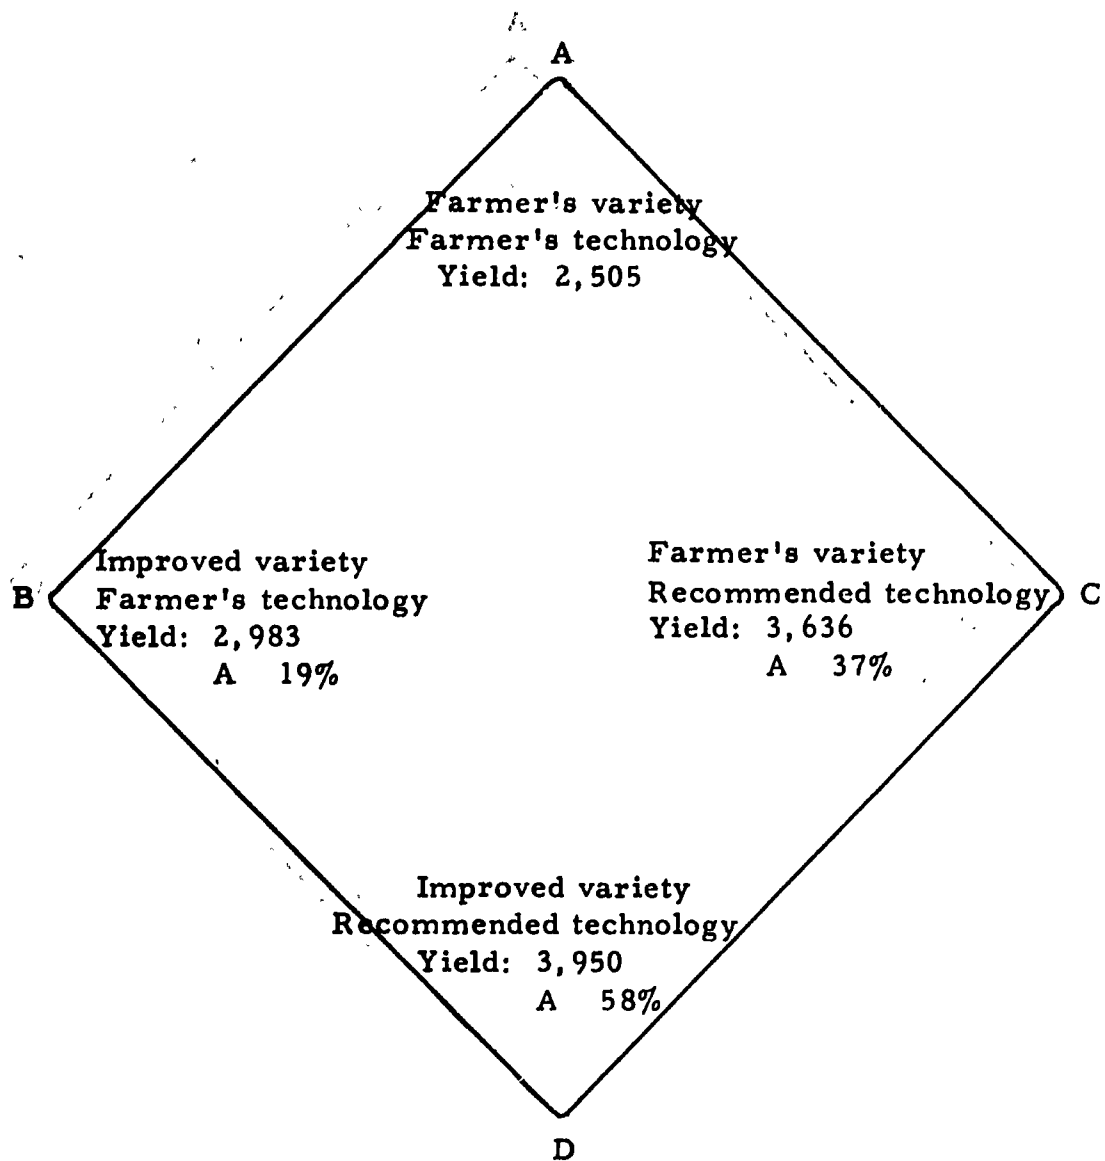 A
Farmer's variety
Farmer's technology
Yield: 2,505
B
Improved variety
Farmer's technology
Yield: 2,983
A 19%
Farmer's variety
Recommended technology
Yield: 3,636
A 37%
C
Improved variety
Recommended technology
Yield: 3,950
A 58%
D